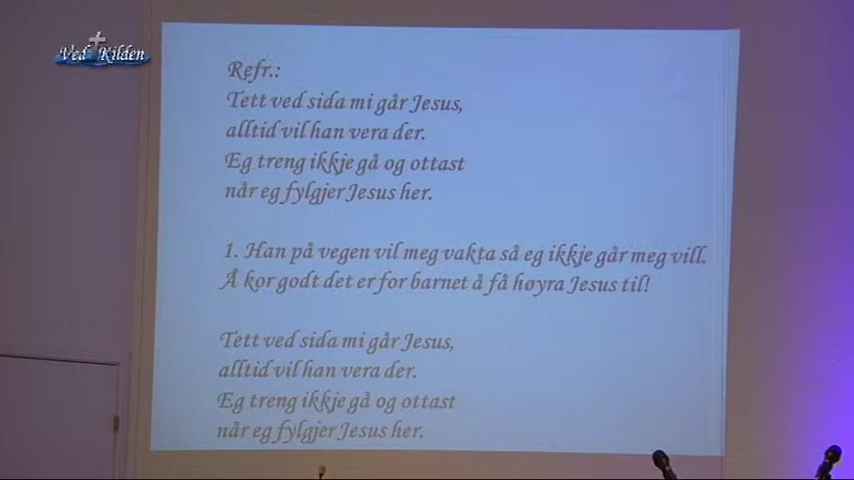 Ved Kilden
Refr.:
Tett ved sida mi går Jesus,
alltid vil han vera der.
Eg treng ikkje gå og ottast
når eg fylgjer Jesus her.
1. Han på vegen vil meg vakta så eg ikkje går meg vill.
Å kor godt det er for barnet å få høyra Jesus til!
Tett ved sida mi går Jesus,
alltid vil han vera der.
Eg treng ikkje gå og ottast
når eg fylgjer Jesus her.